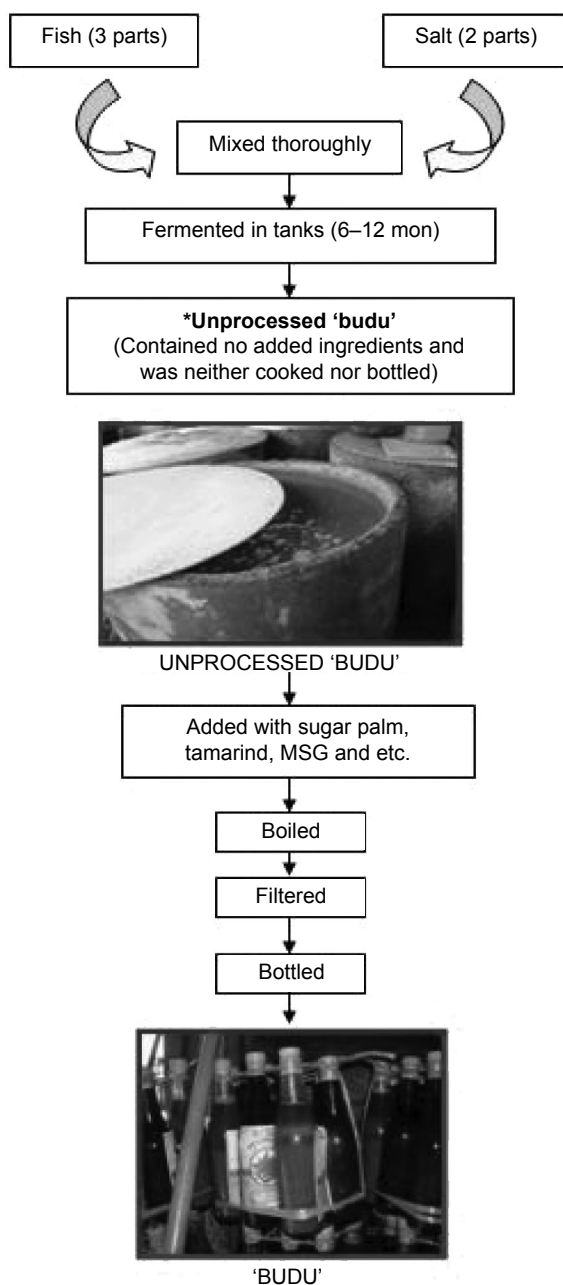 Fish (3 parts)
Salt (2 parts)
Mixed thoroughly
Fermented in tanks (6–12 mon)
*Unprocessed ‘budu’
(Contained no added ingredients and
was neither cooked nor bottled)
UNPROCESSED ‘BUDU’
Added with sugar palm,
tamarind, MSG and etc.
Boiled
Filtered
Bottled
‘BUDU’